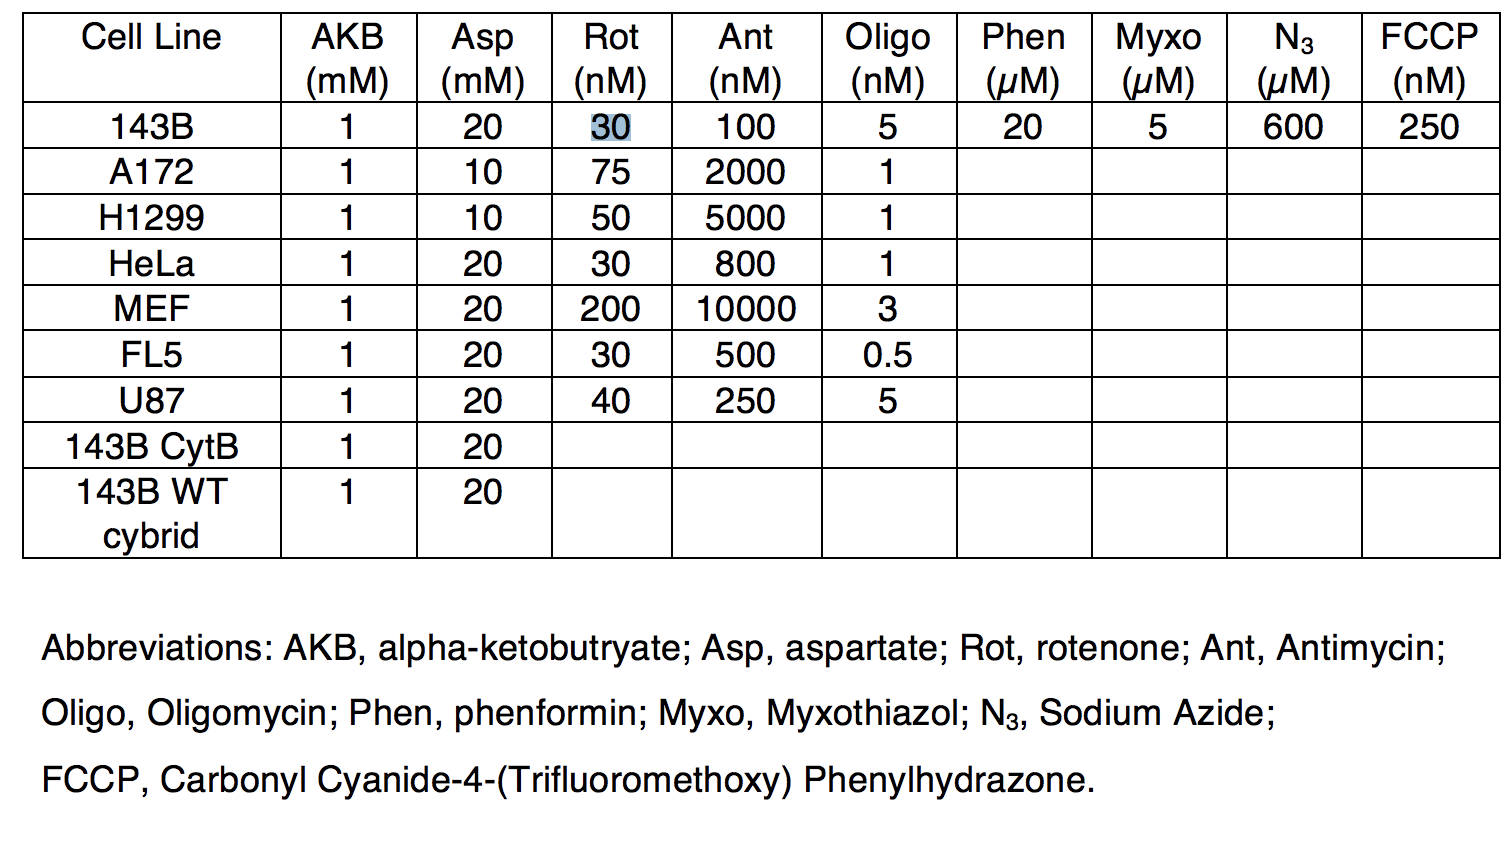 Cell Line AKB (mM) Asp (mM) Rot (nM) Ant (nM) Oligo (nM) Phen (µM) Myxo (µM) N₃ (µM) FCCP (nM)
143B 1 20 30 100 5 20 5 600 250
A172 1 10 75 2000 1
H1299 1 10 50 5000 1
HeLa 1 20 30 800 1
MEF 1 20 200 10000 3
FL5 1 20 30 500 0.5
U87 1 20 40 250 5
143B CytB 1 20
143B WT cybrid 1 20
Abbreviations: AKB, alpha-ketobutryate; Asp, aspartate; Rot, rotenone; Ant, Antimycin;
Oligo, Oligomycin; Phen, phenformin; Myxo, Myxothiazol; N₃, Sodium Azide;
FCCP, Carbonyl Cyanide-4-(Trifluoromethoxy) Phenylhydrazone.